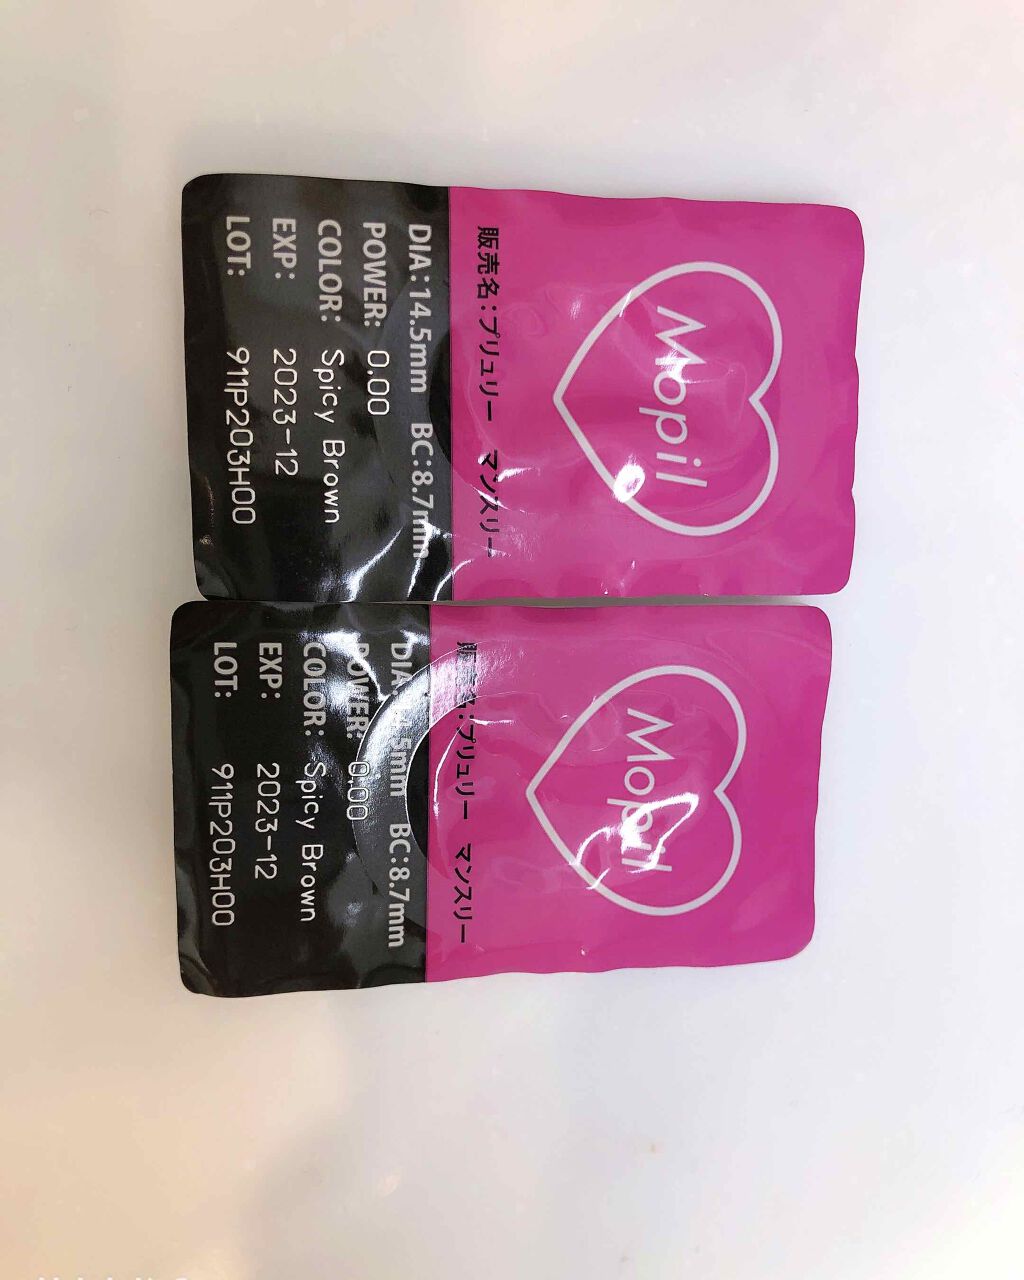 Mopil
販売名:プリュリー マンスリー
DIA:14.5mm BC:8.7mm
POWER: 0.00
COLOR: Spicy Brown
EXP: 2023-12
LOT: 911P203H00
Mopil
販売名:プリュリー マンスリー
DIA:14.5mm BC:8.7mm
POWER: 0.00
COLOR: Spicy Brown
EXP: 2023-12
LOT: 911P203H00